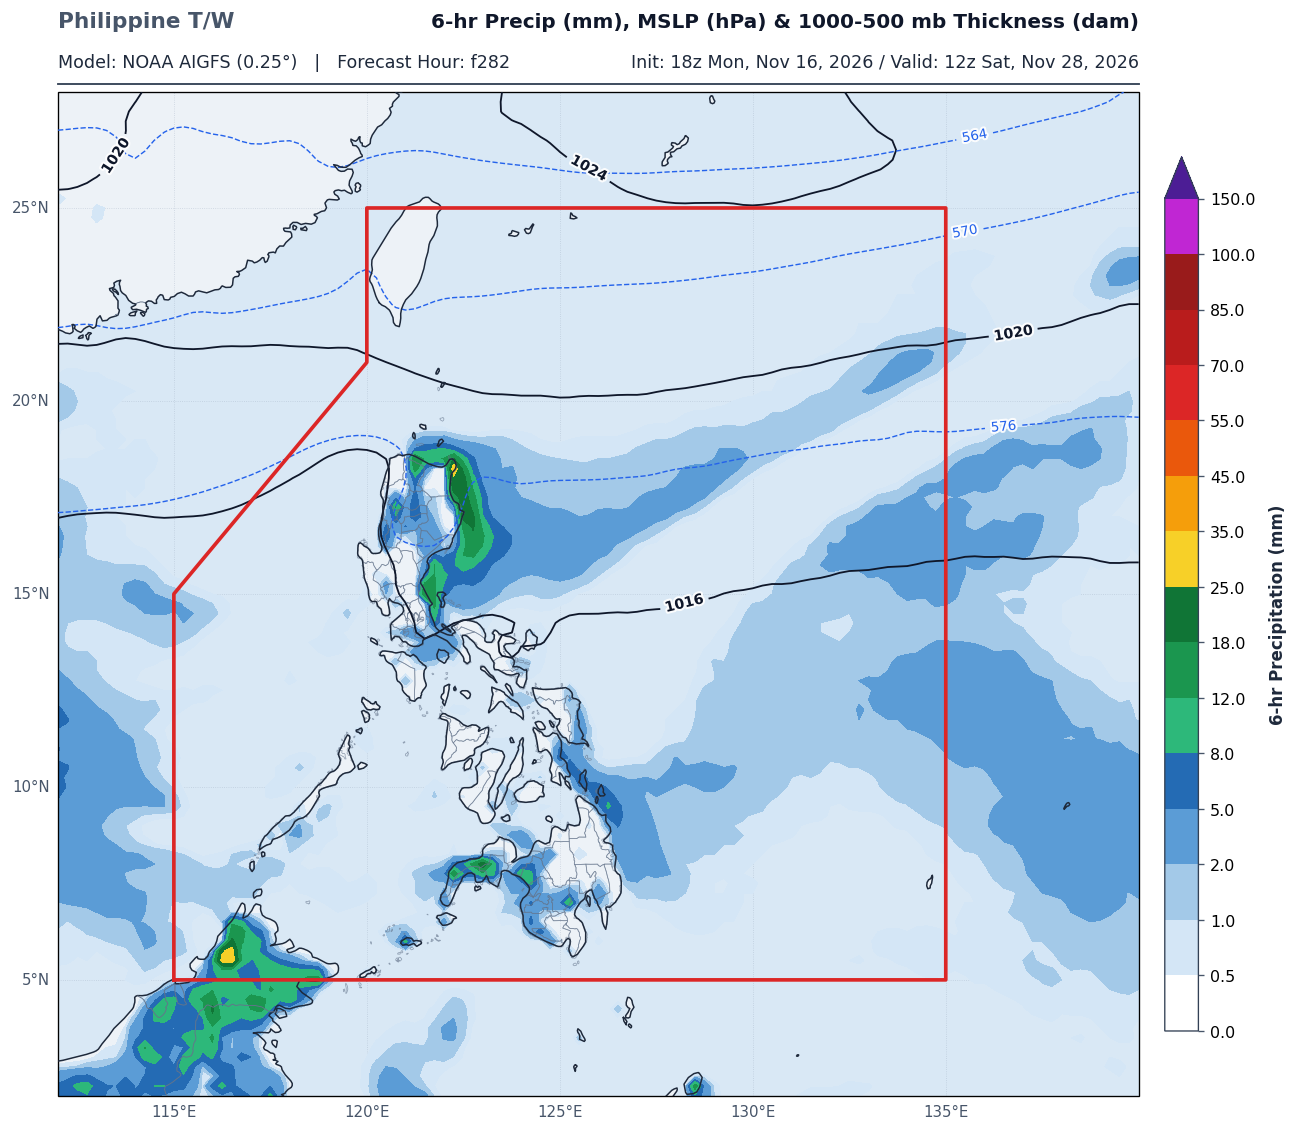 Philippine T/W
6-hr Precip (mm), MSLP (hPa) & 1000-500 mb Thickness (dam)
Model: NOAA AIGFS (0.25°) | Forecast Hour: f282
Init: 18z Mon, Nov 16, 2026 / Valid: 12z Sat, Nov 28, 2026
1020
1024
564
570
1020
576
1016
25°N
20°N
15°N
10°N
5°N
115°E
120°E
125°E
130°E
135°E
150.0
100.0
85.0
70.0
55.0
45.0
35.0
25.0
18.0
12.0
8.0
5.0
2.0
1.0
0.5
0.0
6-hr Precipitation (mm)